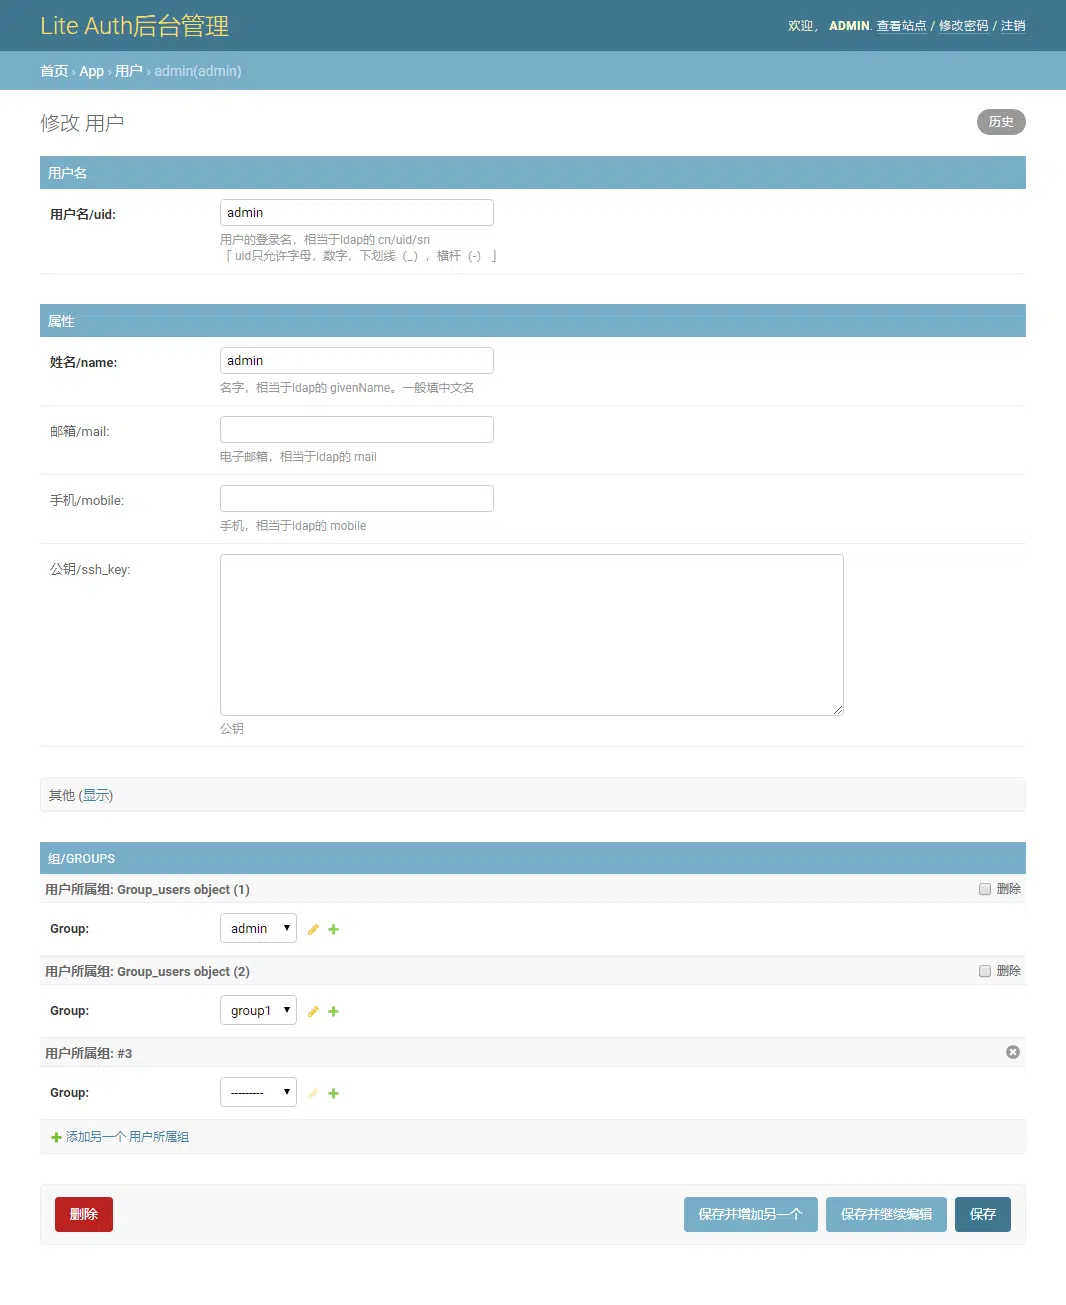 Lite Auth后台管理
欢迎， ADMIN. 查看站点 / 修改密码 / 注销
首页 › App › 用户 › admin(admin)
修改 用户
历史
用户名
用户名/uid:
admin
用户的登录名，相当于ldap的 cn/uid/sn
「 uid只允许字母，数字，下划线（_），横杆（-） 」
属性
姓名/name:
admin
名字，相当于ldap的 givenName。一般填中文名
邮箱/mail:
电子邮箱，相当于ldap的 mail
手机/mobile:
手机，相当于ldap的 mobile
公钥/ssh_key:
公钥
其他 (显示)
组/GROUPS
用户所属组: Group_users object (1)
删除
Group:
admin
用户所属组: Group_users object (2)
删除
Group:
group1
用户所属组: #3
Group:
---------
添加另一个 用户所属组
删除
保存并增加另一个
保存并继续编辑
保存